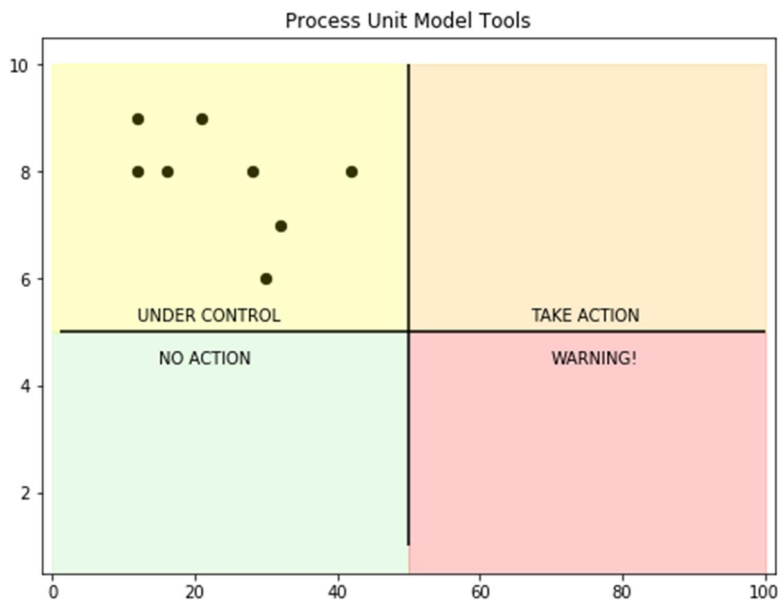 Process Unit Model Tools
10
8
6
UNDER CONTROL TAKE ACTION
NO ACTION WARNING!
4
2
0 20 40 60 80 100